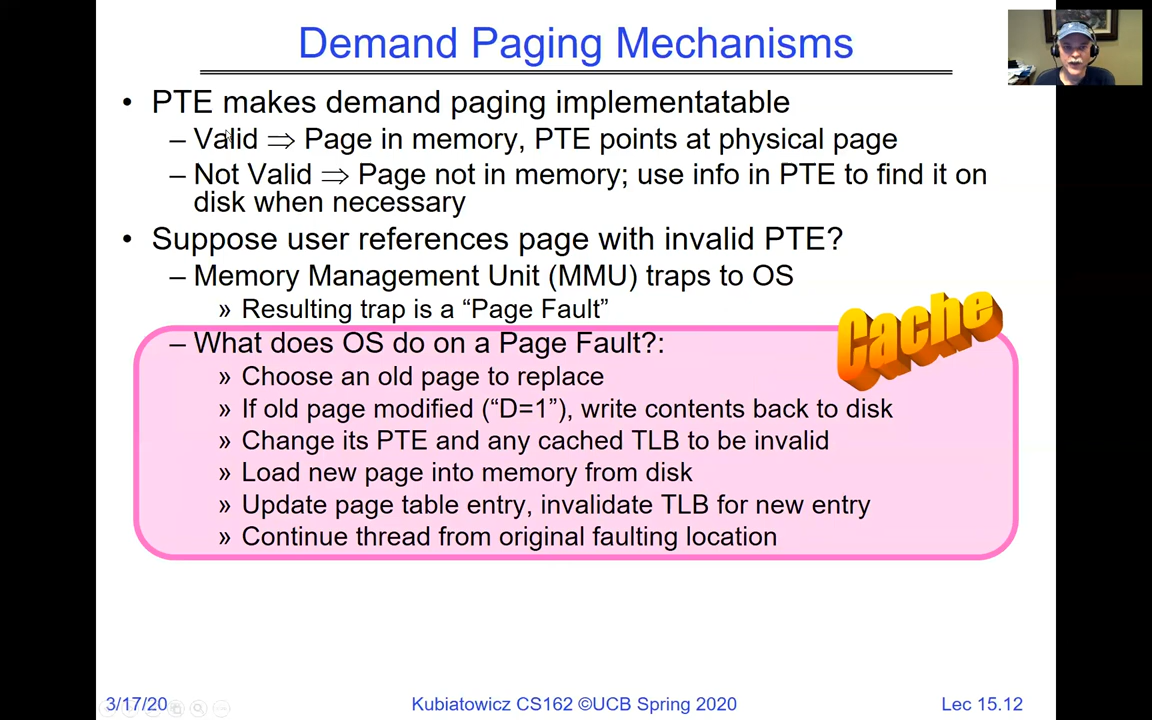 Demand Paging Mechanisms
• PTE makes demand paging implementatable
– Valid ⇒ Page in memory, PTE points at physical page
– Not Valid ⇒ Page not in memory; use info in PTE to find it on
disk when necessary
• Suppose user references page with invalid PTE?
– Memory Management Unit (MMU) traps to OS
» Resulting trap is a “Page Fault”
– What does OS do on a Page Fault?:
Cache
» Choose an old page to replace
» If old page modified (“D=1”), write contents back to disk
» Change its PTE and any cached TLB to be invalid
» Load new page into memory from disk
» Update page table entry, invalidate TLB for new entry
» Continue thread from original faulting location
3/17/20
Kubiatowicz CS162 ©UCB Spring 2020
Lec 15.12